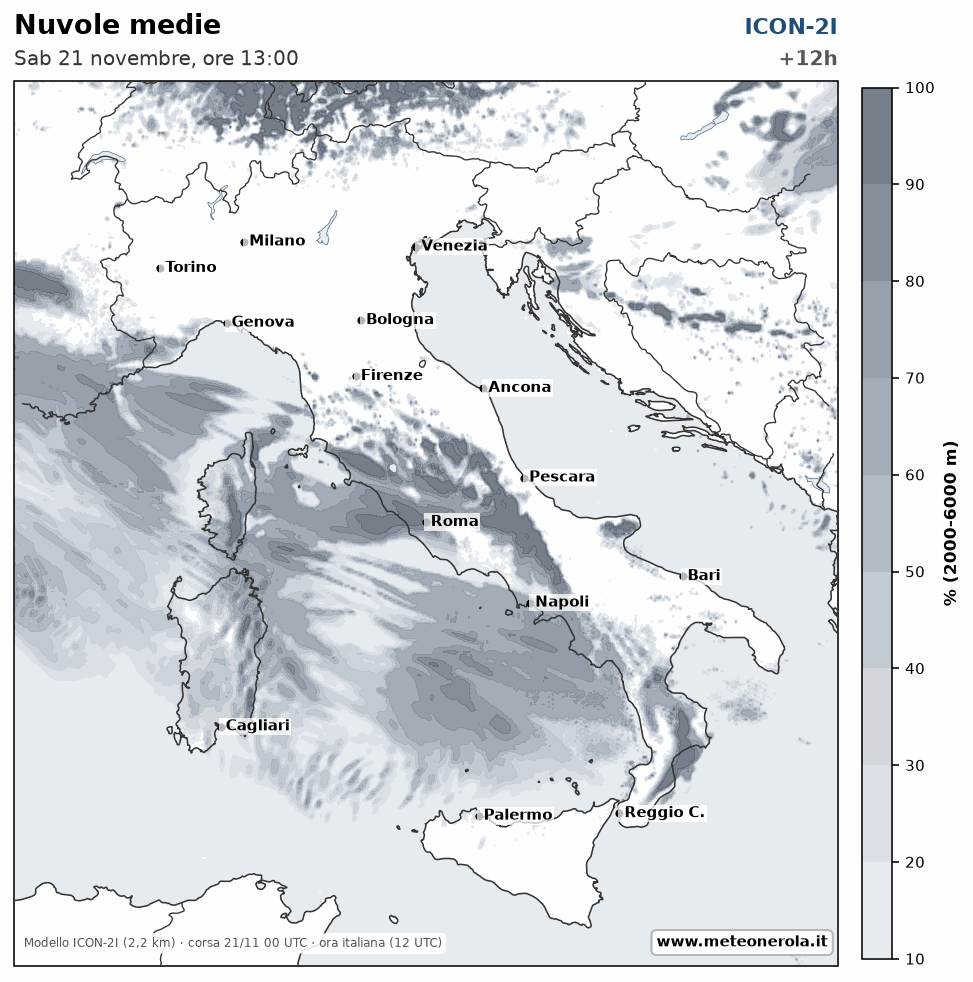 Nuvole medie
ICON-2I
Sab 21 novembre, ore 13:00
+12h
Milano
Venezia
Torino
Genova
Bologna
Firenze
Ancona
Pescara
Roma
Bari
Napoli
Cagliari
Palermo
Reggio C.
Modello ICON-2I (2,2 km) · corsa 21/11 00 UTC · ora italiana (12 UTC)
www.meteonerola.it
100
90
80
70
60
50
40
30
20
10
% (2000-6000 m)